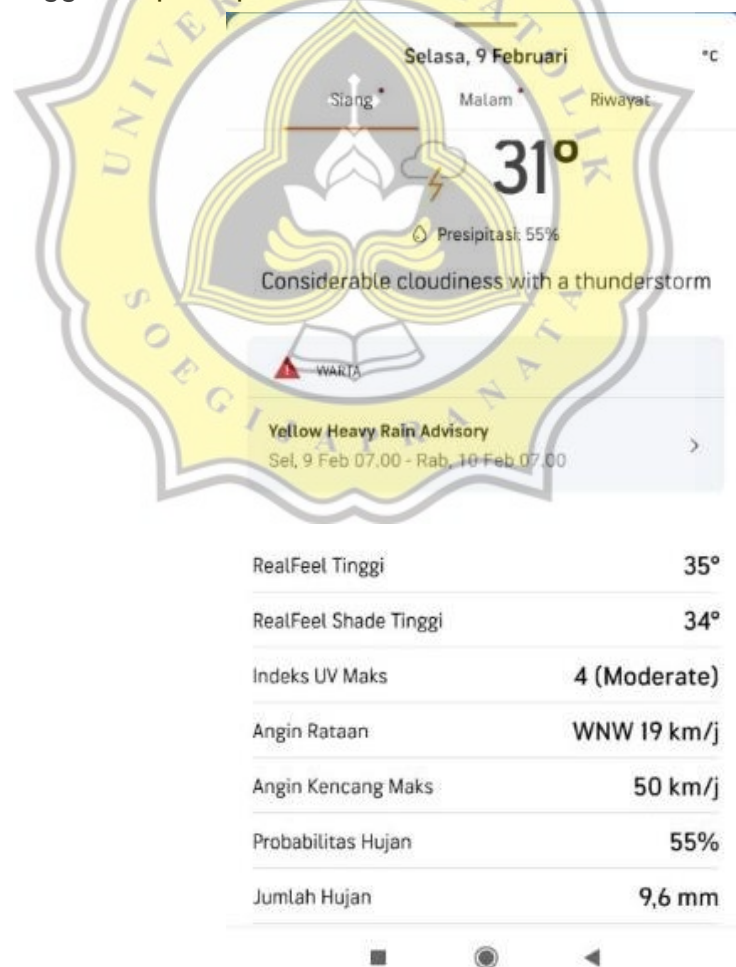 Selasa, 9 Februari °C
Siang Malam Riwayat
31°
Presipitasi: 55%
Considerable cloudiness with a thunderstorm
WARTA
Yellow Heavy Rain Advisory
Sel, 9 Feb 07.00 - Rab, 10 Feb 07.00
RealFeel Tinggi 35°
RealFeel Shade Tinggi 34°
Indeks UV Maks 4 (Moderate)
Angin Rataan WNW 19 km/j
Angin Kencang Maks 50 km/j
Probabilitas Hujan 55%
Jumlah Hujan 9,6 mm
SOEGIJAPRANATA